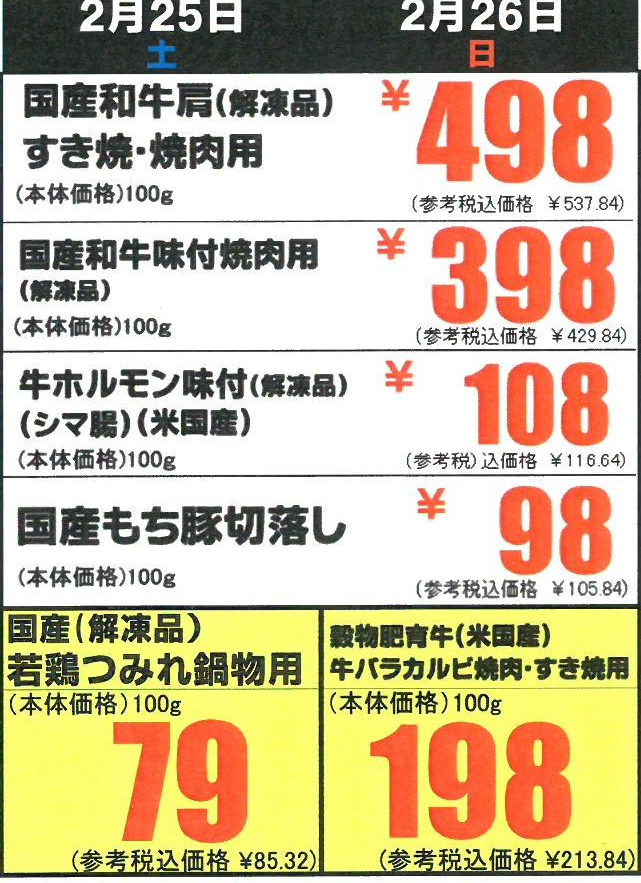 2月25日
土
2月26日
日
国産和牛肩(解凍品)
すき焼・焼肉用
(本体価格)100g
¥498
(参考税込価格 ¥537.84)
国産和牛味付焼肉用
(解凍品)
(本体価格)100g
¥398
(参考税込価格 ¥429.84)
牛ホルモン味付(解凍品)
(シマ腸)(米国産)
(本体価格)100g
¥108
(参考税)込価格 ¥116.64)
国産もち豚切落し
(本体価格)100g
¥98
(参考税込価格 ¥105.84)
国産(解凍品)
若鶏つみれ鍋物用
(本体価格)100g
79
(参考税込価格 ¥85.32)
穀物肥育牛(米国産)
牛バラカルビ焼肉・すき焼用
(本体価格)100g
198
(参考税込価格 ¥213.84)